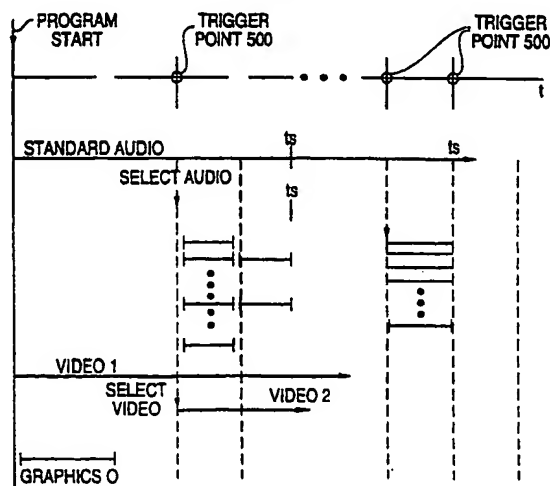 PROGRAM
START
TRIGGER
POINT 500
TRIGGER
POINT 500
t
STANDARD AUDIO
ts
ts
SELECT AUDIO
ts
VIDEO 1
SELECT
VIDEO
VIDEO 2
GRAPHICS O